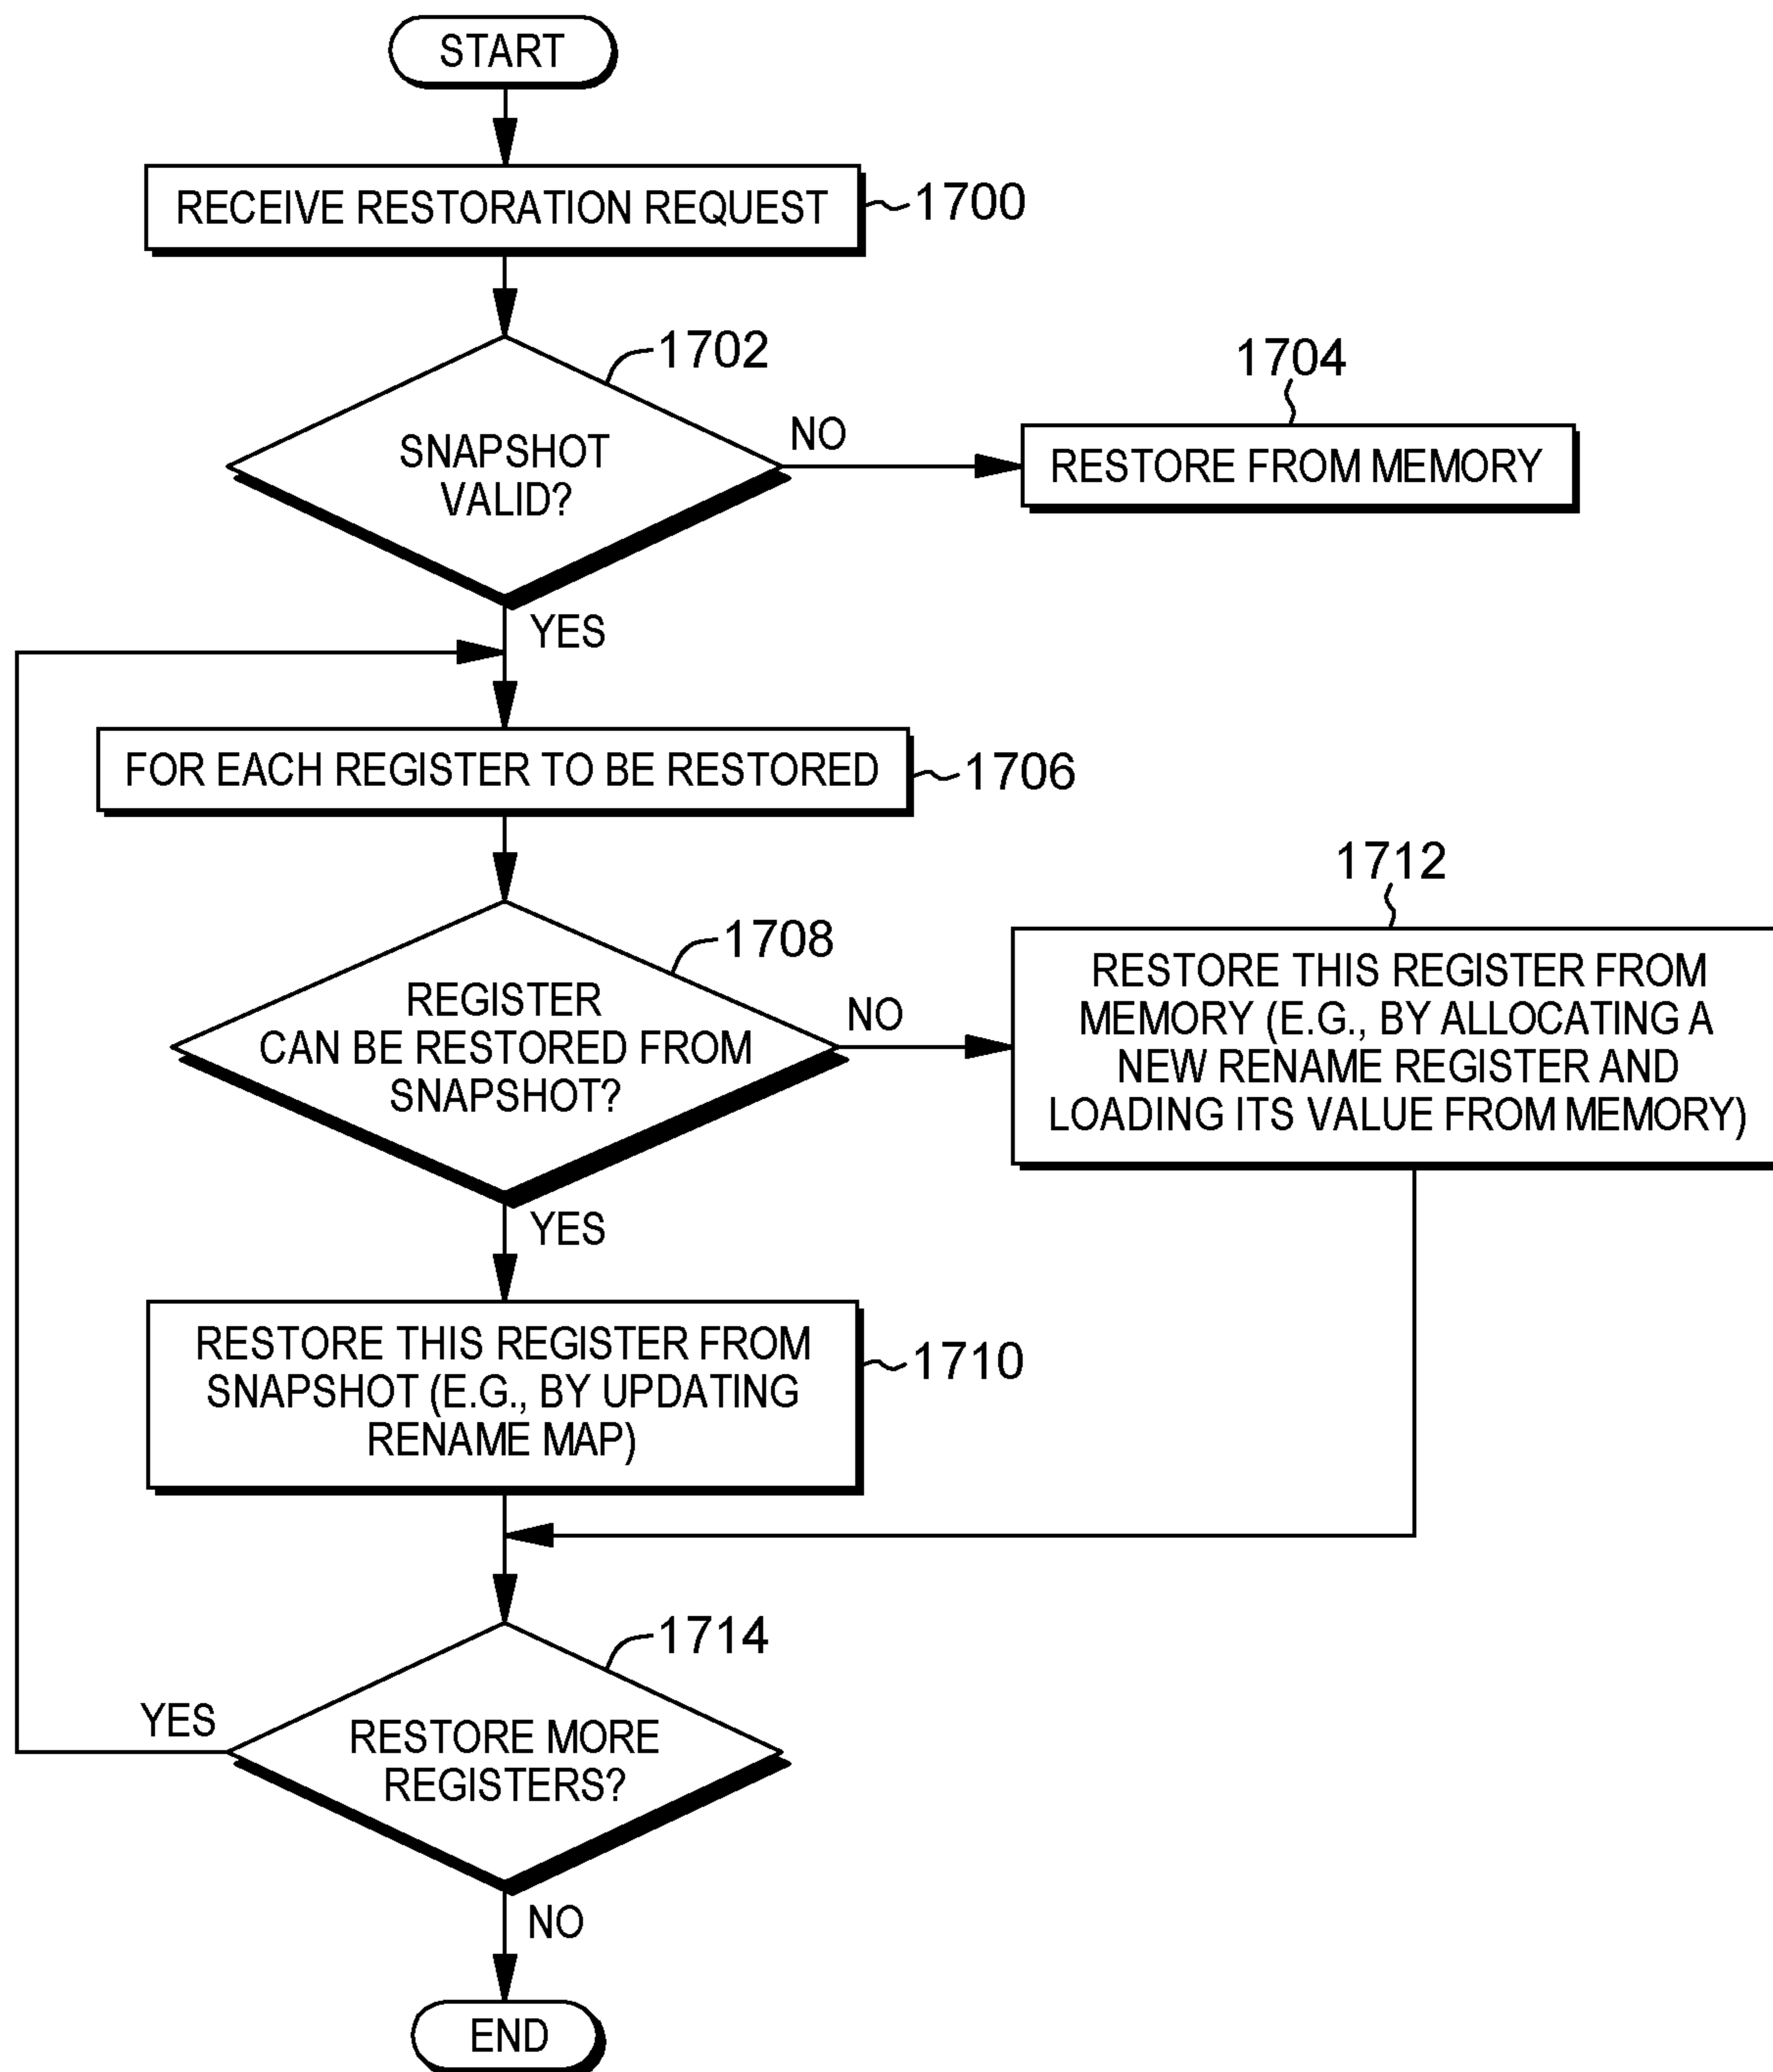 START
RECEIVE RESTORATION REQUEST
1700
1702
SNAPSHOT
VALID?
NO
1704
RESTORE FROM MEMORY
YES
FOR EACH REGISTER TO BE RESTORED
1706
1708
REGISTER
CAN BE RESTORED FROM
SNAPSHOT?
NO
1712
RESTORE THIS REGISTER FROM
MEMORY (E.G., BY ALLOCATING A
NEW RENAME REGISTER AND
LOADING ITS VALUE FROM MEMORY)
YES
RESTORE THIS REGISTER FROM
SNAPSHOT (E.G., BY UPDATING
RENAME MAP)
1710
1714
RESTORE MORE
REGISTERS?
YES
NO
END